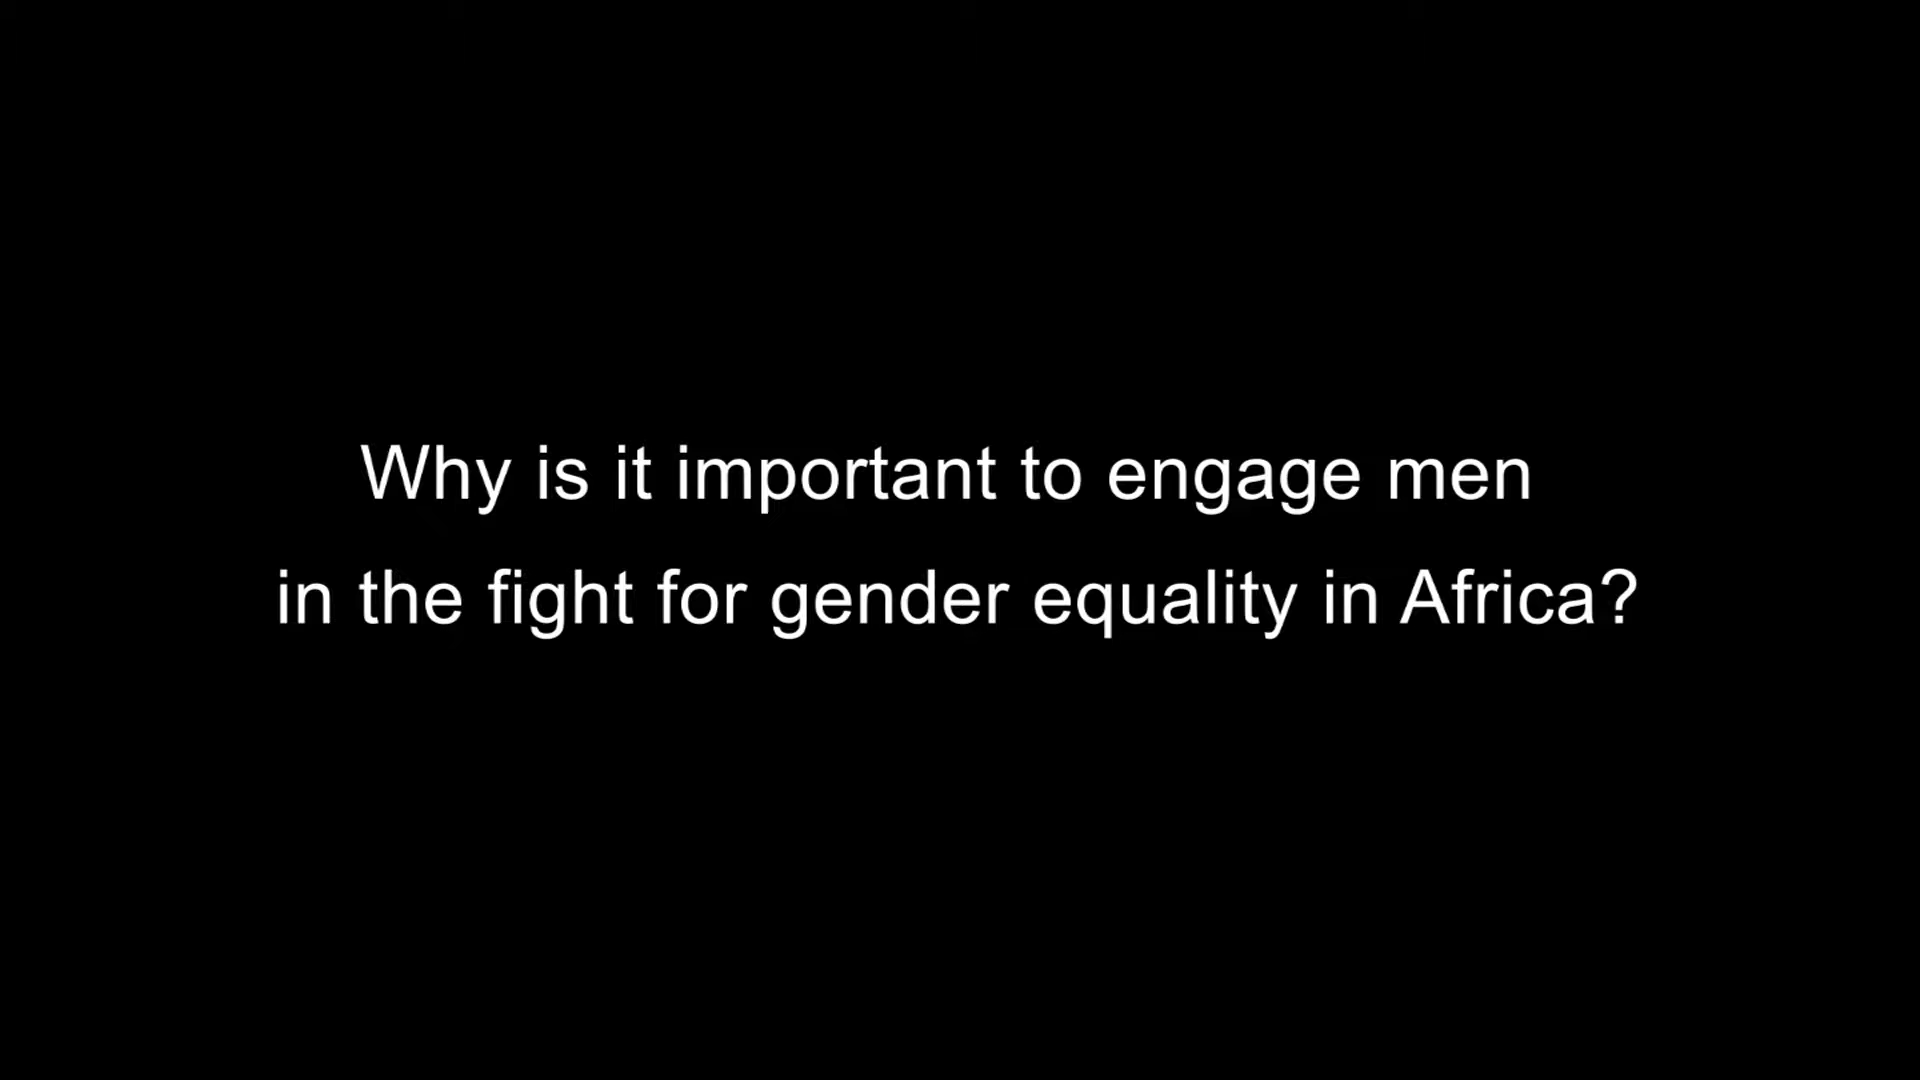 Why is it important to engage men
in the fight for gender equality in Africa?